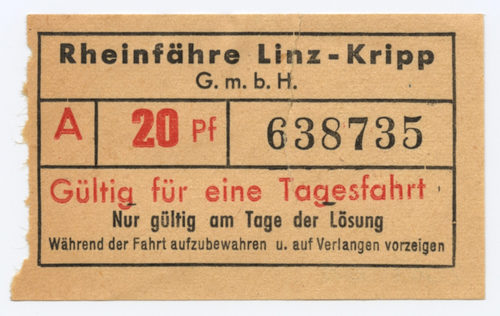 Rheinfähre Linz-Kripp
G.m.b.H.
A 20 Pf 638735
Gültig für eine Tagesfahrt
Nur gültig am Tage der Lösung
Während der Fahrt aufzubewahren u. auf Verlangen vorzeigen